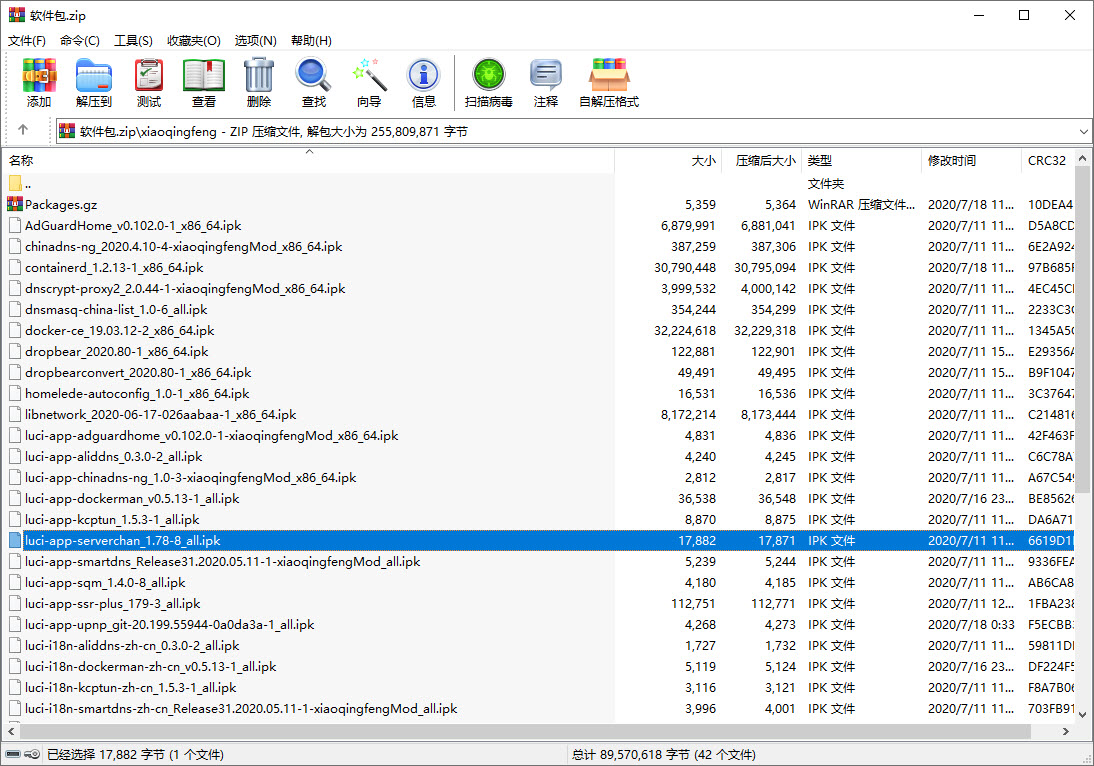 软件包.zip
文件(F) 命令(C) 工具(S) 收藏夹(O) 选项(N) 帮助(H)
添加 解压到 测试 查看 删除 查找 向导 信息 扫描病毒 注释 自解压格式
软件包.zip\xiaoqingfeng - ZIP 压缩文件, 解包大小为 255,809,871 字节
名称 大小 压缩后大小 类型 修改时间 CRC32
.. 文件夹
Packages.gz 5,359 5,364 WinRAR 压缩文件... 2020/7/18 11... 10DEA4
AdGuardHome_v0.102.0-1_x86_64.ipk 6,879,991 6,881,041 IPK 文件 2020/7/11 11... D5A8CD
chinadns-ng_2020.4.10-4-xiaoqingfengMod_x86_64.ipk 387,259 387,306 IPK 文件 2020/7/11 11... 6E2A924
containerd_1.2.13-1_x86_64.ipk 30,790,448 30,795,094 IPK 文件 2020/7/18 11... 97B685F
dnscrypt-proxy2_2.0.44-1-xiaoqingfengMod_x86_64.ipk 3,999,532 4,000,142 IPK 文件 2020/7/11 11... 4EC45C
dnsmasq-china-list_1.0-6_all.ipk 354,244 354,299 IPK 文件 2020/7/11 11... 2233C3
docker-ce_19.03.12-2_x86_64.ipk 32,224,618 32,229,318 IPK 文件 2020/7/11 11... 1345A5
dropbear_2020.80-1_x86_64.ipk 122,881 122,901 IPK 文件 2020/7/11 15... E29356A
dropbearconvert_2020.80-1_x86_64.ipk 49,491 49,495 IPK 文件 2020/7/11 15... B9F1047
homelede-autoconfig_1.0-1_x86_64.ipk 16,531 16,536 IPK 文件 2020/7/11 11... 3C37647
libnetwork_2020-06-17-026aabaa-1_x86_64.ipk 8,172,214 8,173,444 IPK 文件 2020/7/11 11... C214816
luci-app-adguardhome_v0.102.0-1-xiaoqingfengMod_x86_64.ipk 4,831 4,836 IPK 文件 2020/7/11 11... 42F463F
luci-app-aliddns_0.3.0-2_all.ipk 4,240 4,245 IPK 文件 2020/7/11 11... C6C78A
luci-app-chinadns-ng_1.0-3-xiaoqingfengMod_x86_64.ipk 2,812 2,817 IPK 文件 2020/7/11 11... A67C549
luci-app-dockerman_v0.5.13-1_all.ipk 36,538 36,548 IPK 文件 2020/7/16 23... BE85626
luci-app-kcptun_1.5.3-1_all.ipk 8,870 8,875 IPK 文件 2020/7/11 11... DA6A71
luci-app-serverchan_1.78-8_all.ipk 17,882 17,871 IPK 文件 2020/7/11 11... 6619D1
luci-app-smartdns_Release31.2020.05.11-1-xiaoqingfengMod_all.ipk 5,239 5,244 IPK 文件 2020/7/11 11... 9336FEA
luci-app-sqm_1.4.0-8_all.ipk 4,180 4,185 IPK 文件 2020/7/11 11... AB6CA8
luci-app-ssr-plus_179-3_all.ipk 112,751 112,771 IPK 文件 2020/7/11 12... 1FBA238
luci-app-upnp_git-20.199.55944-0a0da3a-1_all.ipk 4,268 4,273 IPK 文件 2020/7/18 0:33 F5ECBB
luci-i18n-aliddns-zh-cn_0.3.0-2_all.ipk 1,727 1,732 IPK 文件 2020/7/11 11... 59811D
luci-i18n-dockerman-zh-cn_v0.5.13-1_all.ipk 5,119 5,124 IPK 文件 2020/7/16 23... DF224F5
luci-i18n-kcptun-zh-cn_1.5.3-1_all.ipk 3,116 3,121 IPK 文件 2020/7/11 11... F8A7B06
luci-i18n-smartdns-zh-cn_Release31.2020.05.11-1-xiaoqingfengMod_all.ipk 3,996 4,001 IPK 文件 2020/7/11 11... 703FB91
已经选择 17,882 字节 (1 个文件) 总计 89,570,618 字节 (42 个文件)